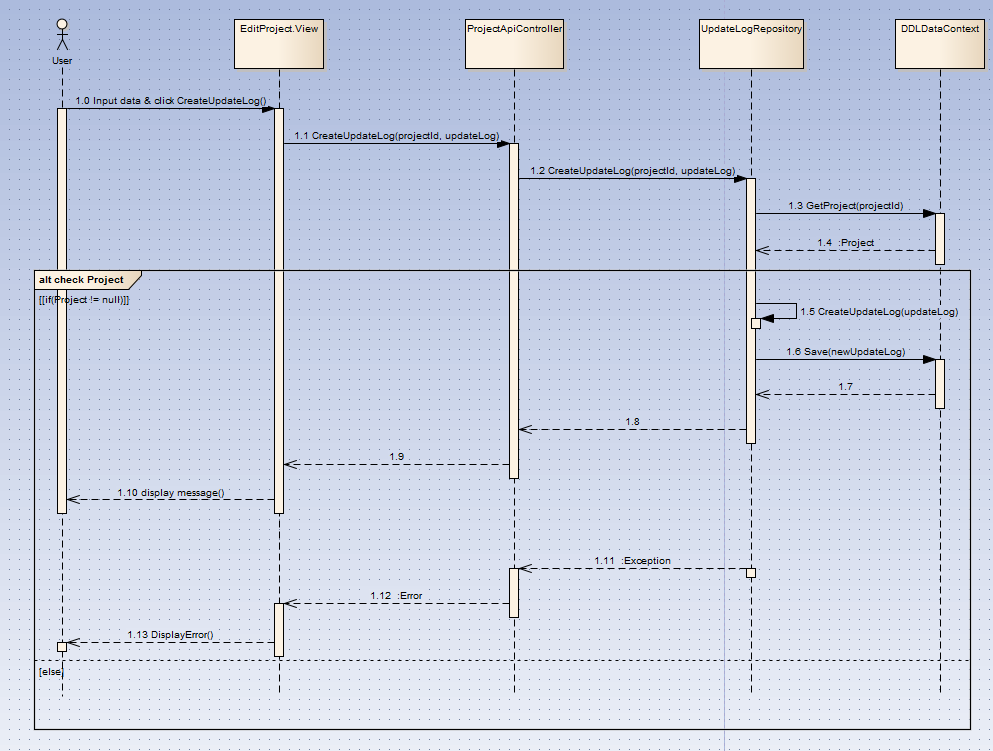 EditProject.View
ProjectApiController
UpdateLogRepository
DDLDataContext
User
1.0 Input data & click CreateUpdateLog()
1.1 CreateUpdateLog(projectId, updateLog)
1.2 CreateUpdateLog(projectId, updateLog)
1.3 GetProject(projectId)
1.4 :Project
alt check Project
[[if(Project != null)]]
1.5 CreateUpdateLog(updateLog)
1.6 Save(newUpdateLog)
1.7
1.8
1.9
1.10 display message()
1.11 :Exception
1.12 :Error
1.13 DisplayError()
[else]